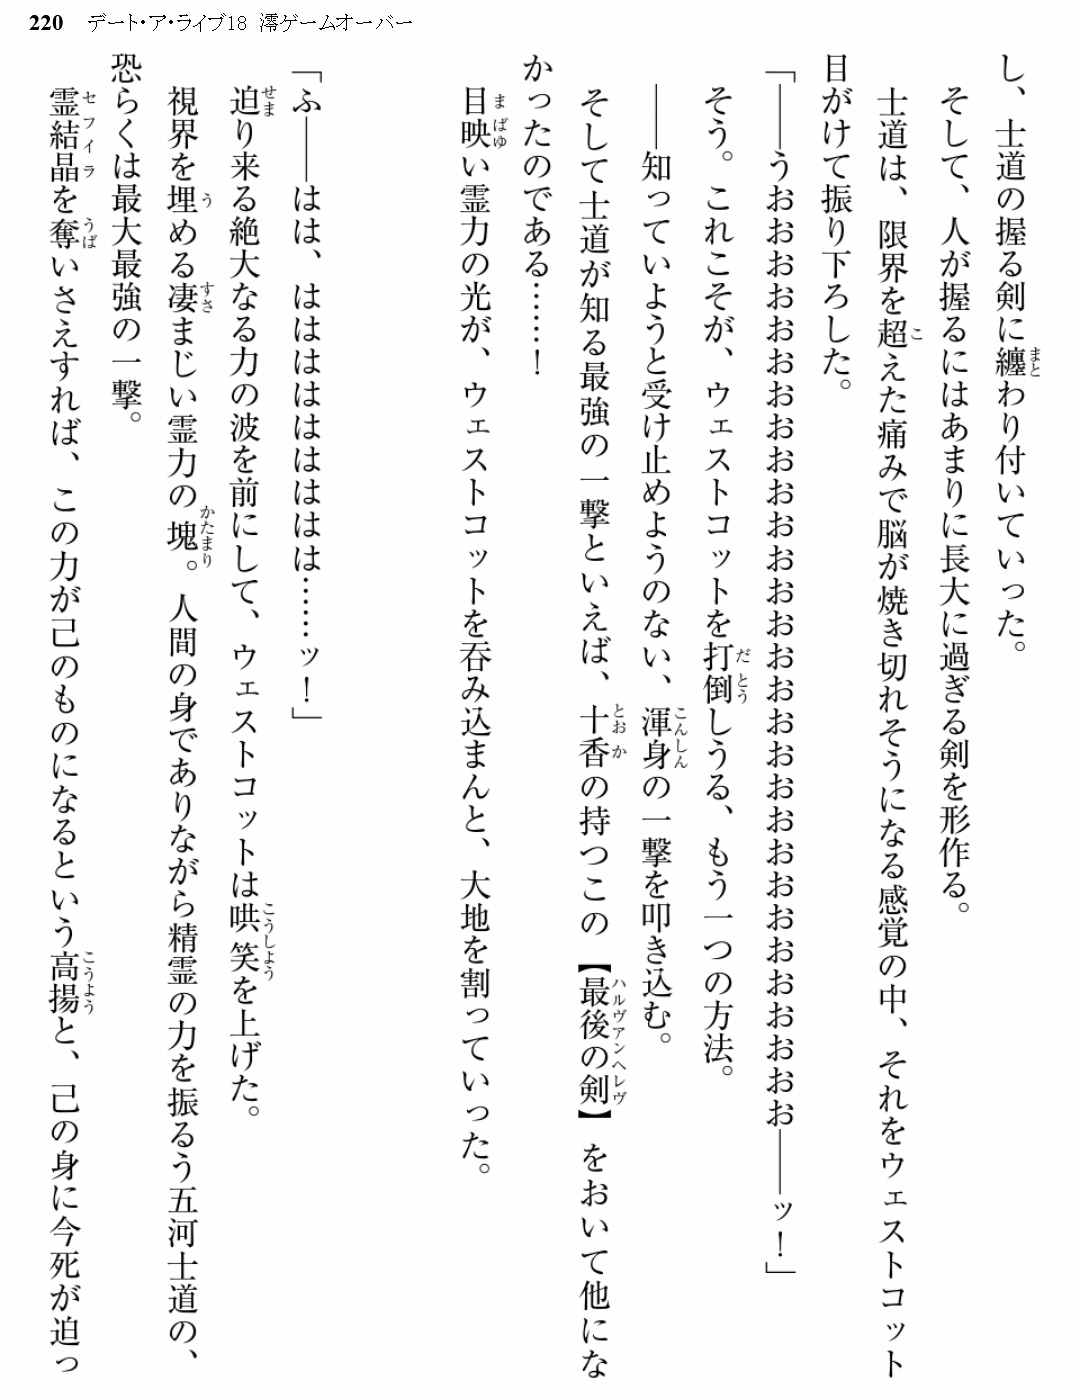 220 デート・ア・ライブ18 澪ゲームオーバー
し、士道の握る剣に纏わり付いていった。
そして、人が握るにはあまりに長大に過ぎる剣を形作る。
士道は、限界を超えた痛みで脳が焼き切れそうになる感覚の中、それをウェストコット
目がけて振り下ろした。
「――うおおおおおおおおおおおおおおおおおおおおおおおおおおおおお――ッ！」
そう。これこそが、ウェストコットを打倒しうる、もう一つの方法。
――知っていようと受け止めようのない、渾身の一撃を叩き込む。
そして士道が知る最強の一撃といえば、十香の持つこの【最後の剣】をおいて他にな
かったのである……！
目映い霊力の光が、ウェストコットを呑み込まんと、大地を割っていった。
「ふ――はは、はははははははは……ッ！」
迫り来る絶大なる力の波を前にして、ウェストコットは哄笑を上げた。
視界を埋める凄まじい霊力の塊。人間の身でありながら精霊の力を振るう五河士道の、
恐らくは最大最強の一撃。
霊結晶を奪いさえすれば、この力が己のものになるという高揚と、己の身に今死が迫っ